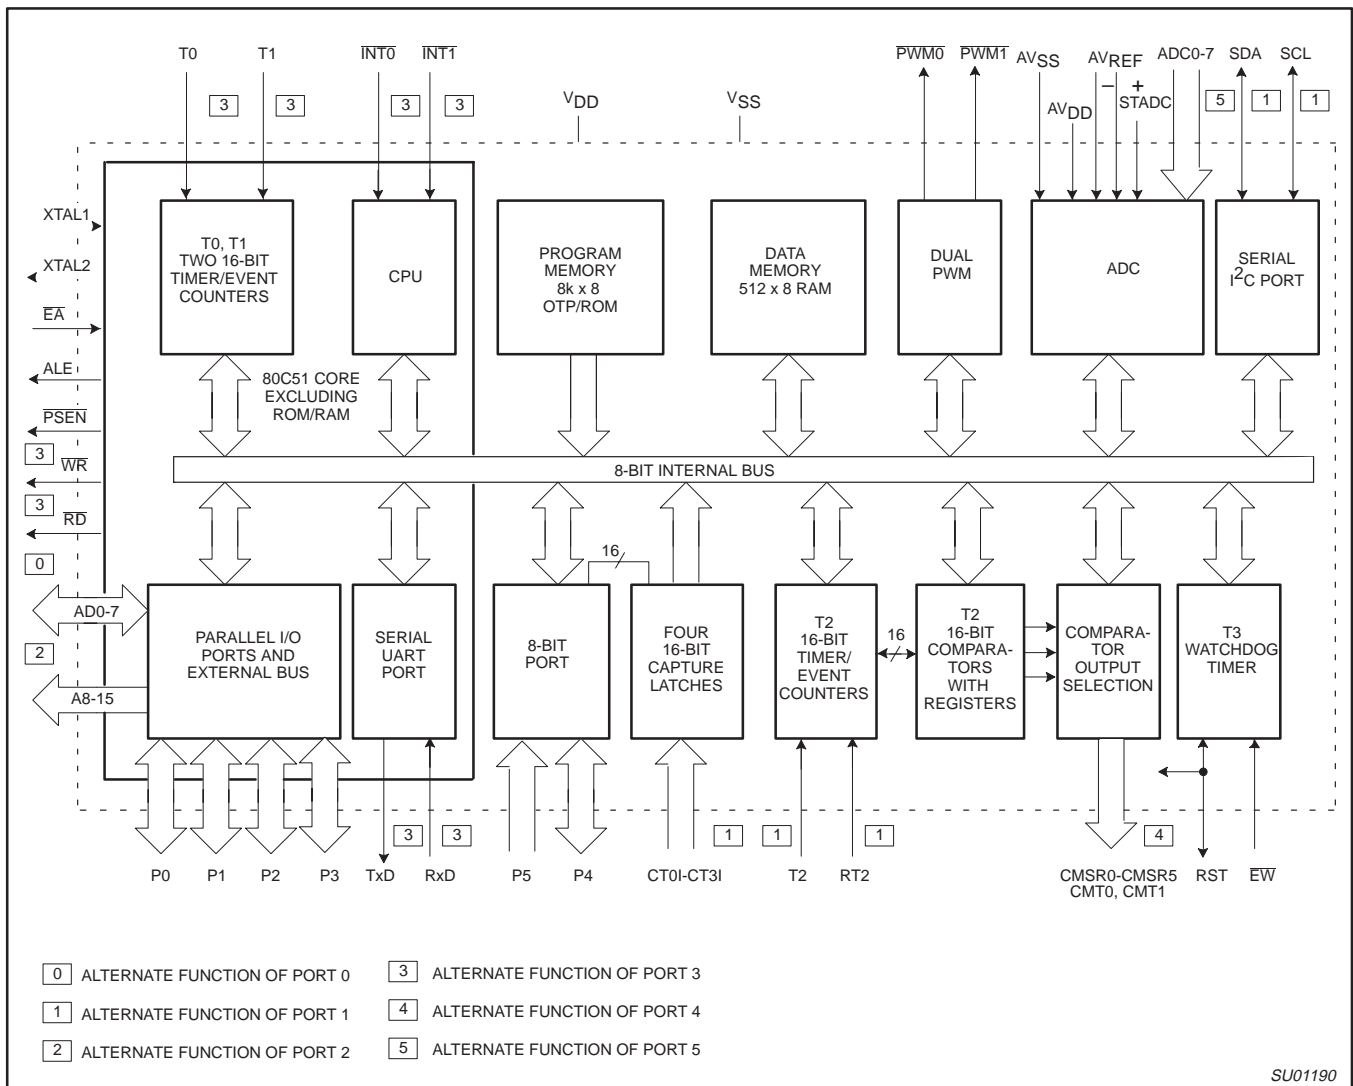 T0 T1 INT0 INT1 PWM0 PWM1 AVSS AVREF ADC0-7 SDA SCL
– +
STADC
3 3 3 3 VDD VSS AVDD 5 1 1
XTAL1
XTAL2
EA
ALE
PSEN
3
WR
3
RD
0
AD0-7
2
A8-15
T0, T1
TWO 16-BIT
TIMER/EVENT
COUNTERS
CPU
PROGRAM
MEMORY
8k x 8
OTP/ROM
DATA
MEMORY
512 x 8 RAM
DUAL
PWM
ADC
SERIAL
I2C PORT
80C51 CORE
EXCLUDING
ROM/RAM
8-BIT INTERNAL BUS
PARALLEL I/O
PORTS AND
EXTERNAL BUS
SERIAL
UART
PORT
8-BIT
PORT
16
FOUR
16-BIT
CAPTURE
LATCHES
T2
16-BIT
TIMER/
EVENT
COUNTERS
16
T2
16-BIT
COMPARA-
TORS
WITH
REGISTERS
COMPARA-
TOR
OUTPUT
SELECTION
T3
WATCHDOG
TIMER
3 3 1 1 1 4
P0 P1 P2 P3 TxD RxD P5 P4 CT0I-CT3I T2 RT2 CMSR0-CMSR5 RST EW
CMT0, CMT1
0 ALTERNATE FUNCTION OF PORT 0
1 ALTERNATE FUNCTION OF PORT 1
2 ALTERNATE FUNCTION OF PORT 2
3 ALTERNATE FUNCTION OF PORT 3
4 ALTERNATE FUNCTION OF PORT 4
5 ALTERNATE FUNCTION OF PORT 5
SU01190